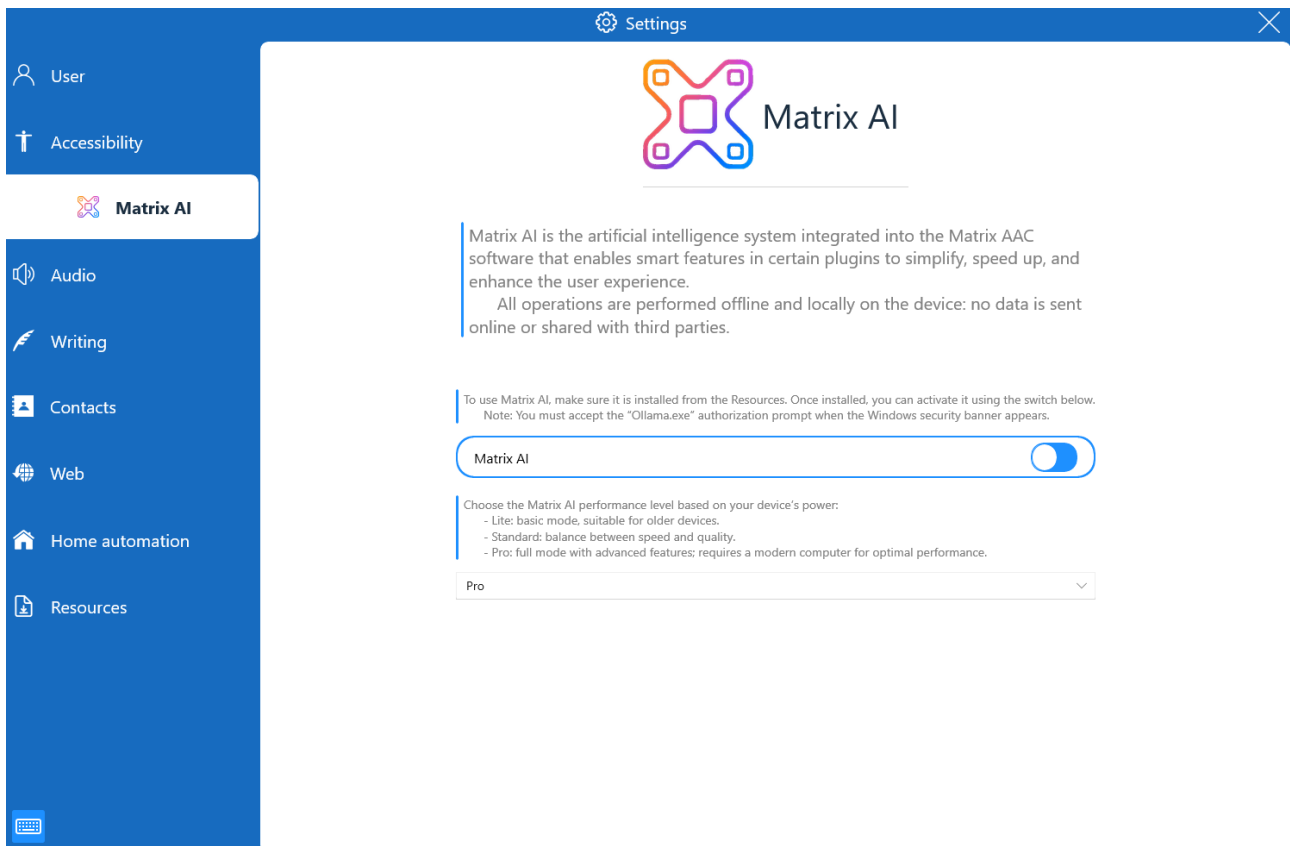 Settings
User
Accessibility
Matrix AI
Audio
Writing
Contacts
Web
Home automation
Resources
Matrix AI
Matrix AI is the artificial intelligence system integrated into the Matrix AAC
software that enables smart features in certain plugins to simplify, speed up, and
enhance the user experience.
All operations are performed offline and locally on the device: no data is sent
online or shared with third parties.
To use Matrix AI, make sure it is installed from the Resources. Once installed, you can activate it using the switch below.
Note: You must accept the “Ollama.exe” authorization prompt when the Windows security banner appears.
Matrix AI
Choose the Matrix AI performance level based on your device’s power:
- Lite: basic mode, suitable for older devices.
- Standard: balance between speed and quality.
- Pro: full mode with advanced features; requires a modern computer for optimal performance.
Pro